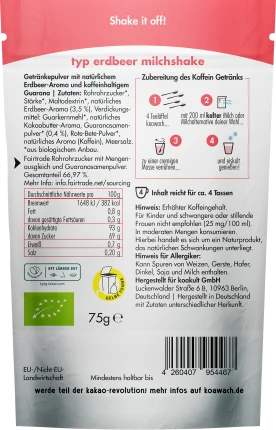 Shake it off!
typ erdbeer milchshake
Getränkepulver mit natürlichem
Erdbeer-Aroma und koffeinhaltigem
Guarana | Zutaten: Rohrohrzucker*,
Stärke*, Maltodextrin*, natürliches
Erdbeer-Aroma (3,5 %), Verdickungs-
mittel: Guarkernmehl*, natürliches
Kokosbutter-Aroma, Guaranasamen-
pulver* (0,4 %), Rote-Bete-Pulver*,
natürliches Aroma (Kaffein), Meersalz.
*aus biologischem Anbau.
Fairtrade Rohrohrzucker mit Mengen-
ausgleich und Guaranasamenpulver.
Gesamtanteil 66,97 %.
Mehr Info: info.fairtrade.net/sourcing
Durchschnittliche Nährwerte pro 100g
Brennwert 1648 kJ / 382 kcal
Fett 0,8 g
davon gesättigte Fettsäuren 0,3 g
Kohlenhydrate 93 g
davon Zucker 69 g
Eiweiß 0,7 g
Salz 0,20 g
Zubereitung des Koffein Getränks
1
2
4 Teelöffel
koawach...
mit 200 ml kalter Milch oder
Milchalternative deiner Wahl...
3
4
zu einer cremigen
Masse verrühren...
und eiskalt
genießen!
Inhalt reicht für ca. 4 Tassen
Hinweis: Erhöhter Koffeingehalt.
Für Kinder und schwangere oder stillende
Frauen nicht empfohlen (25 mg/100 ml).
In moderaten Mengen konsumieren.
Hierbei handelt es sich um ein Naturprodukt,
das natürlichen Schwankungen unterliegt.
Hinweis für Allergiker:
Kann Spuren von Weizen, Gerste, Hafer,
Dinkel, Soja und Milch enthalten.
Hergestellt für koakult GmbH
Luckenwalder Straße 6B, 10963 Berlin,
Deutschland | Hergestellt in Deutschland
mit Zutaten unterschiedlicher Herkunft.
75g e
EU-/Nicht-EU-
Landwirtschaft
Mindestens haltbar bis
4 260407 954467
werde teil der kakao-revolution! mehr infos auf koawach.de